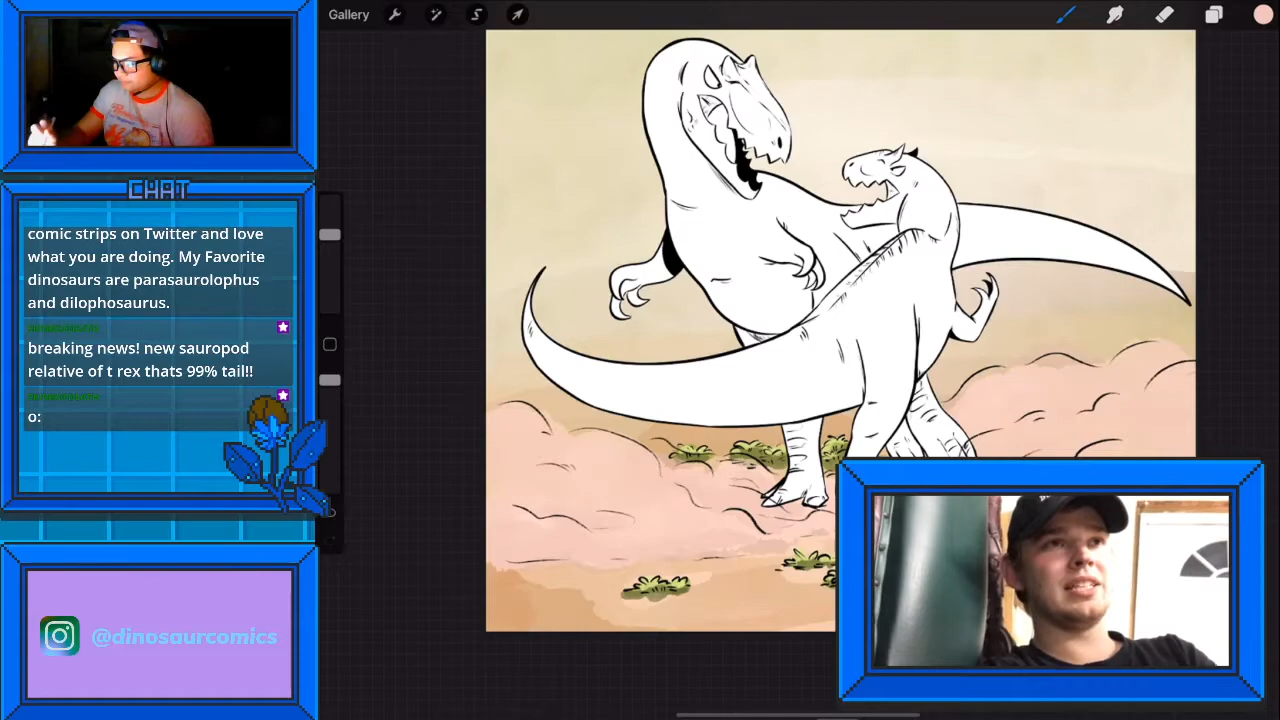 Gallery
CHAT
comic strips on Twitter and love
what you are doing. My Favorite
dinosaurs are parasaurolophus
and dilophosaurus.
breaking news! new sauropod
relative of t rex thats 99% tail!!
o:
@dinosaurcomics